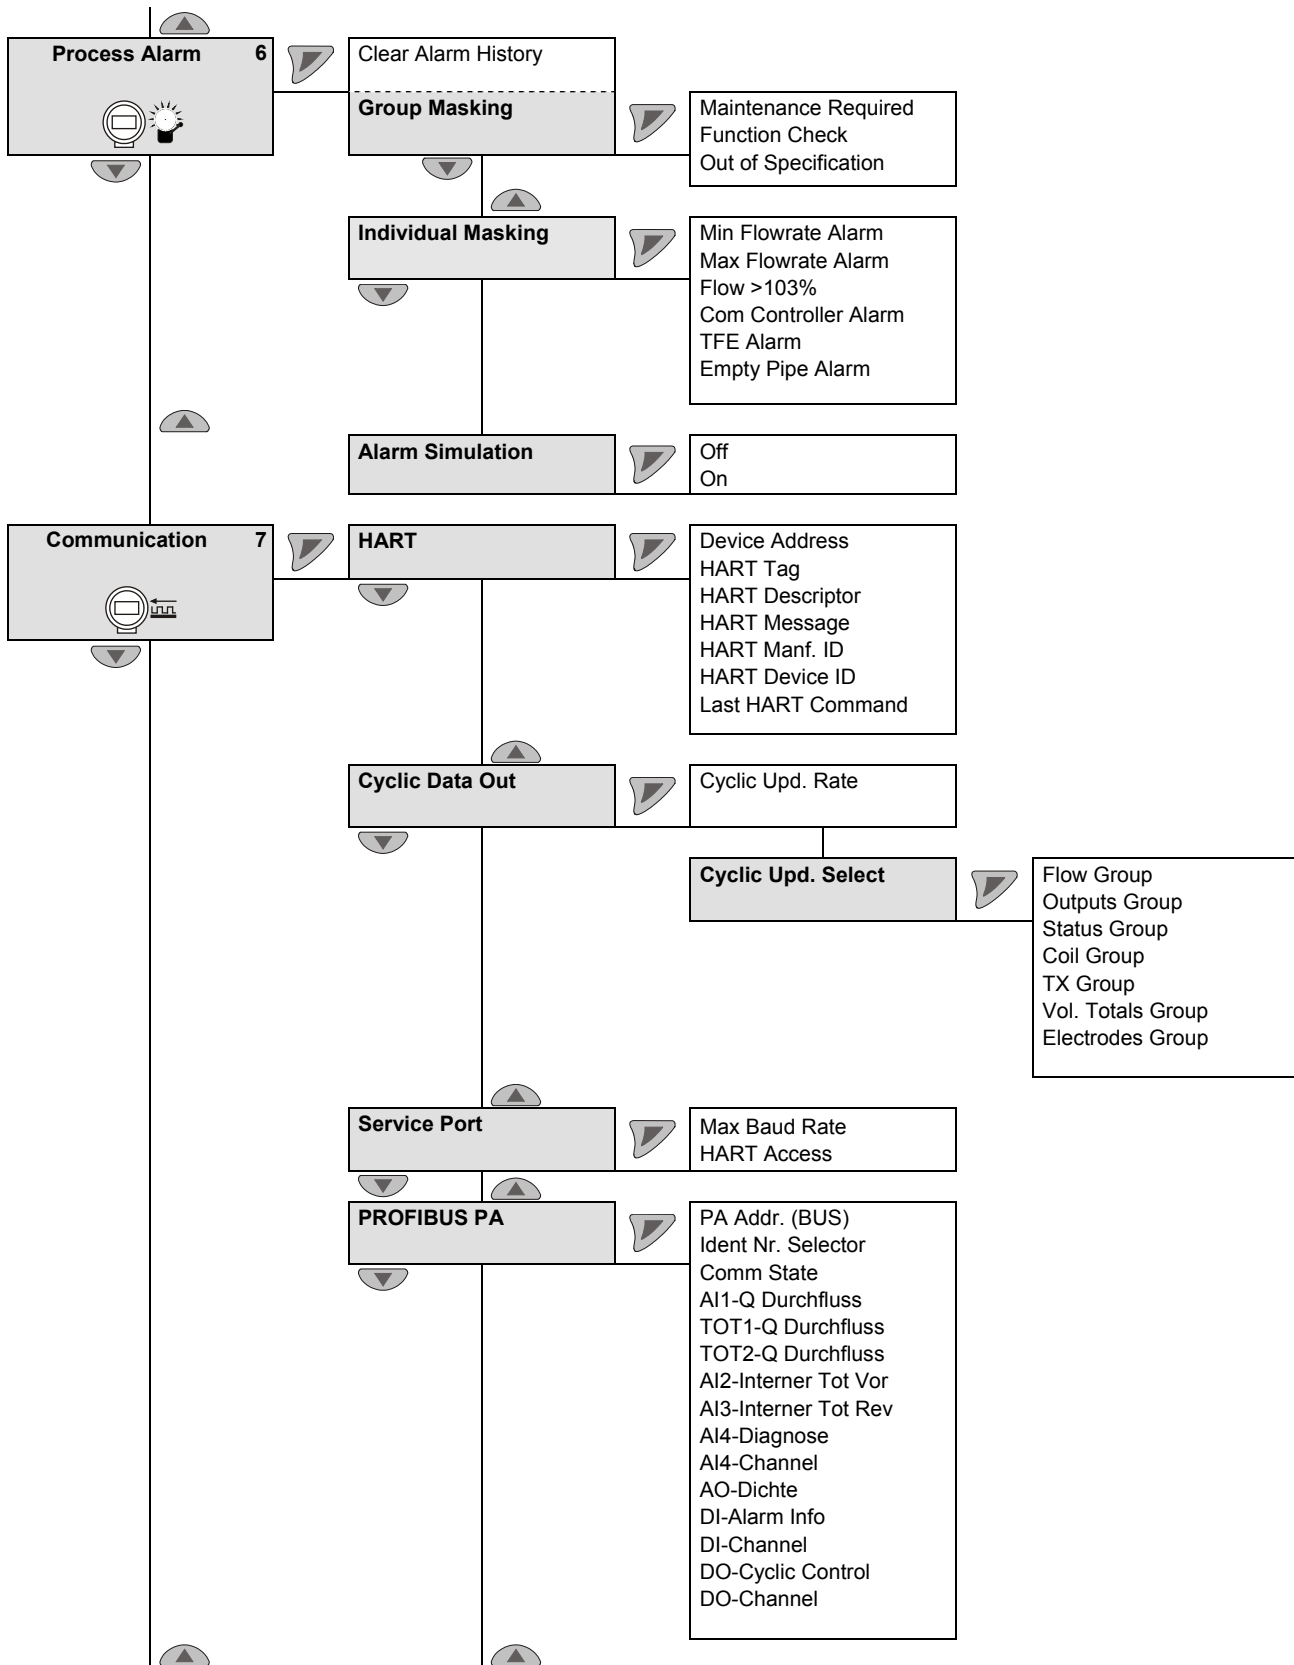 Process Alarm 6
Clear Alarm History
Group Masking
Maintenance Required
Function Check
Out of Specification
Individual Masking
Min Flowrate Alarm
Max Flowrate Alarm
Flow >103%
Com Controller Alarm
TFE Alarm
Empty Pipe Alarm
Alarm Simulation
Off
On
Communication 7
HART
Device Address
HART Tag
HART Descriptor
HART Message
HART Manf. ID
HART Device ID
Last HART Command
Cyclic Data Out
Cyclic Upd. Rate
Cyclic Upd. Select
Flow Group
Outputs Group
Status Group
Coil Group
TX Group
Vol. Totals Group
Electrodes Group
Service Port
Max Baud Rate
HART Access
PROFIBUS PA
PA Addr. (BUS)
Ident Nr. Selector
Comm State
AI1-Q Durchfluss
TOT1-Q Durchfluss
TOT2-Q Durchfluss
AI2-Interner Tot Vor
AI3-Interner Tot Rev
AI4-Diagnose
AI4-Channel
AO-Dichte
DI-Alarm Info
DI-Channel
DO-Cyclic Control
DO-Channel